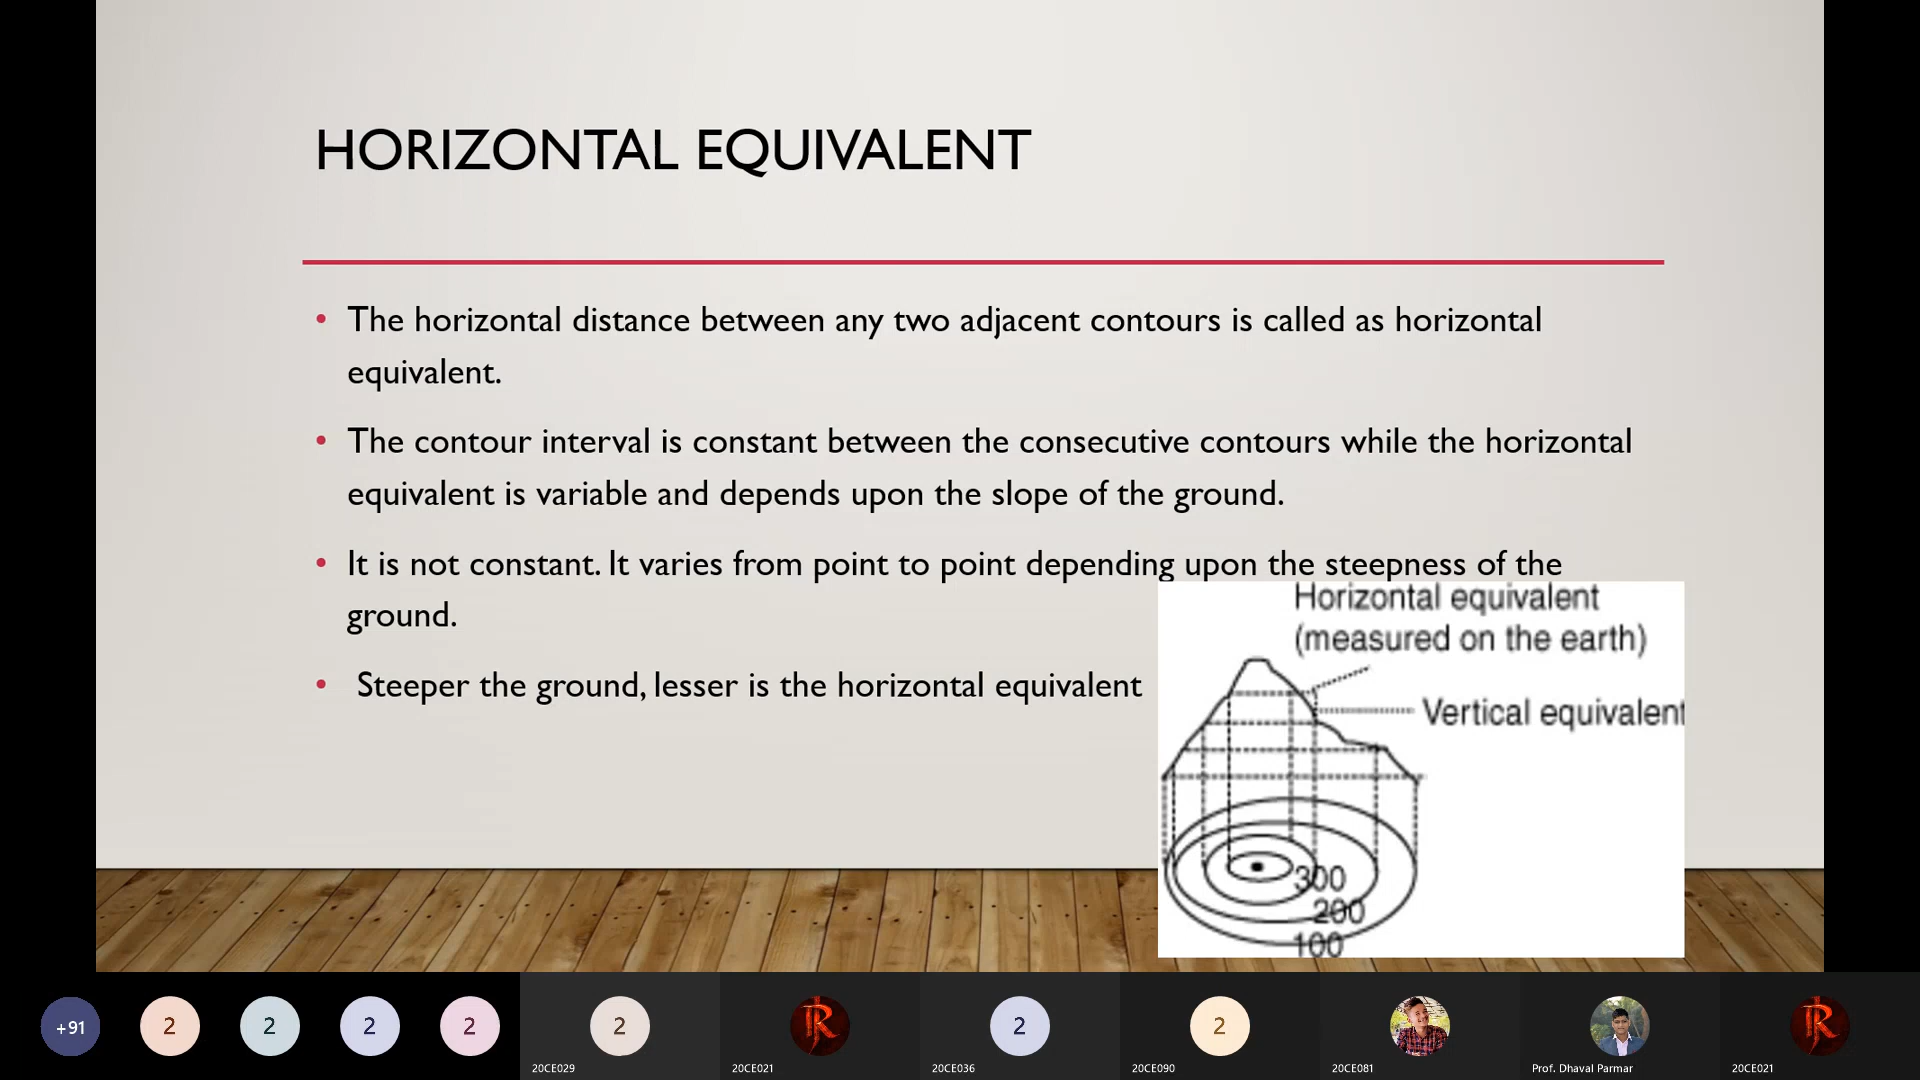 HORIZONTAL EQUIVALENT
• The horizontal distance between any two adjacent contours is called as horizontal
equivalent.
• The contour interval is constant between the consecutive contours while the horizontal
equivalent is variable and depends upon the slope of the ground.
• It is not constant. It varies from point to point depending upon the steepness of the
ground.
• Steeper the ground, lesser is the horizontal equivalent
Horizontal equivalent
(measured on the earth)
Vertical equivalent
300
200
100
+91
2
2
2
2
2
R
2
2
R
20CE029
20CE021
20CE036
20CE090
20CE081
Prof. Dhaval Parmar
20CE021